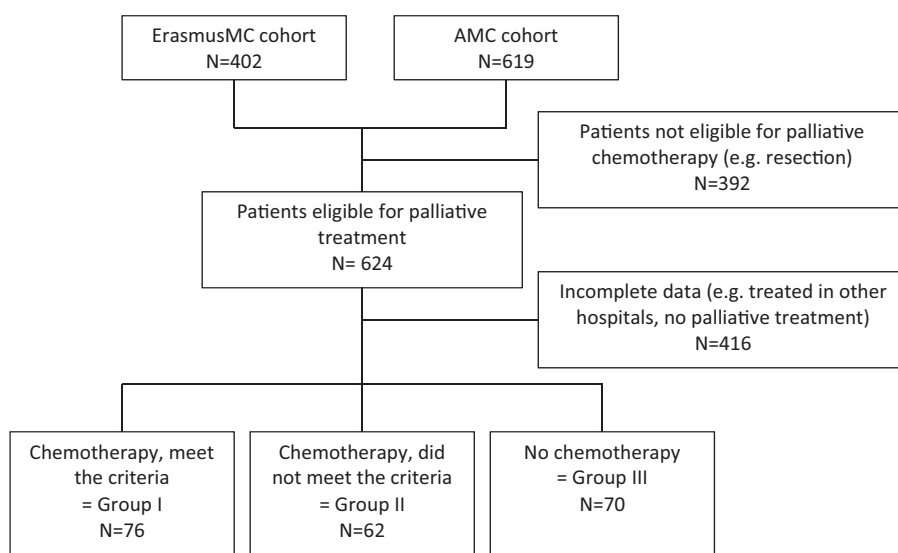 ErasmusMC cohort
N=402
AMC cohort
N=619
Patients not eligible for palliative
chemotherapy (e.g. resection)
N=392
Patients eligible for palliative
treatment
N= 624
Incomplete data (e.g. treated in other
hospitals, no palliative treatment)
N=416
Chemotherapy, meet
the criteria
= Group I
N=76
Chemotherapy, did
not meet the criteria
= Group II
N=62
No chemotherapy
= Group III
N=70